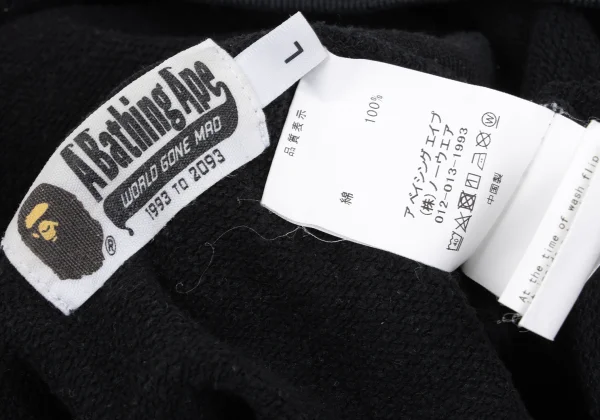 A Bathing Ape
WORLD GONE MAD
1993 TO 2093
®
L
品質表示
綿 100%
ア ベイシング エイプ
(株)ノーウエア
012-013-1993
40
W
中国製
At the time of wash flip